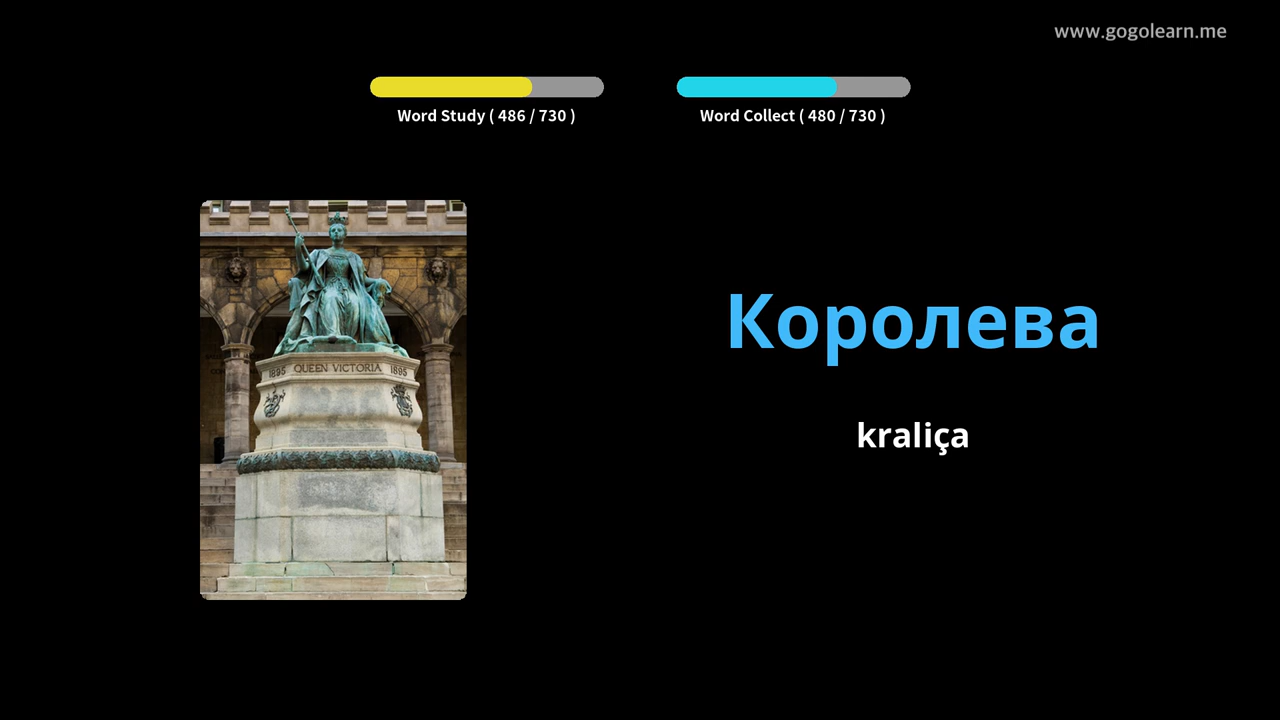 www.gogolearn.me
Word Study ( 486 / 730 )
Word Collect ( 480 / 730 )
1895 QUEEN VICTORIA 1895
Королева
kraliça